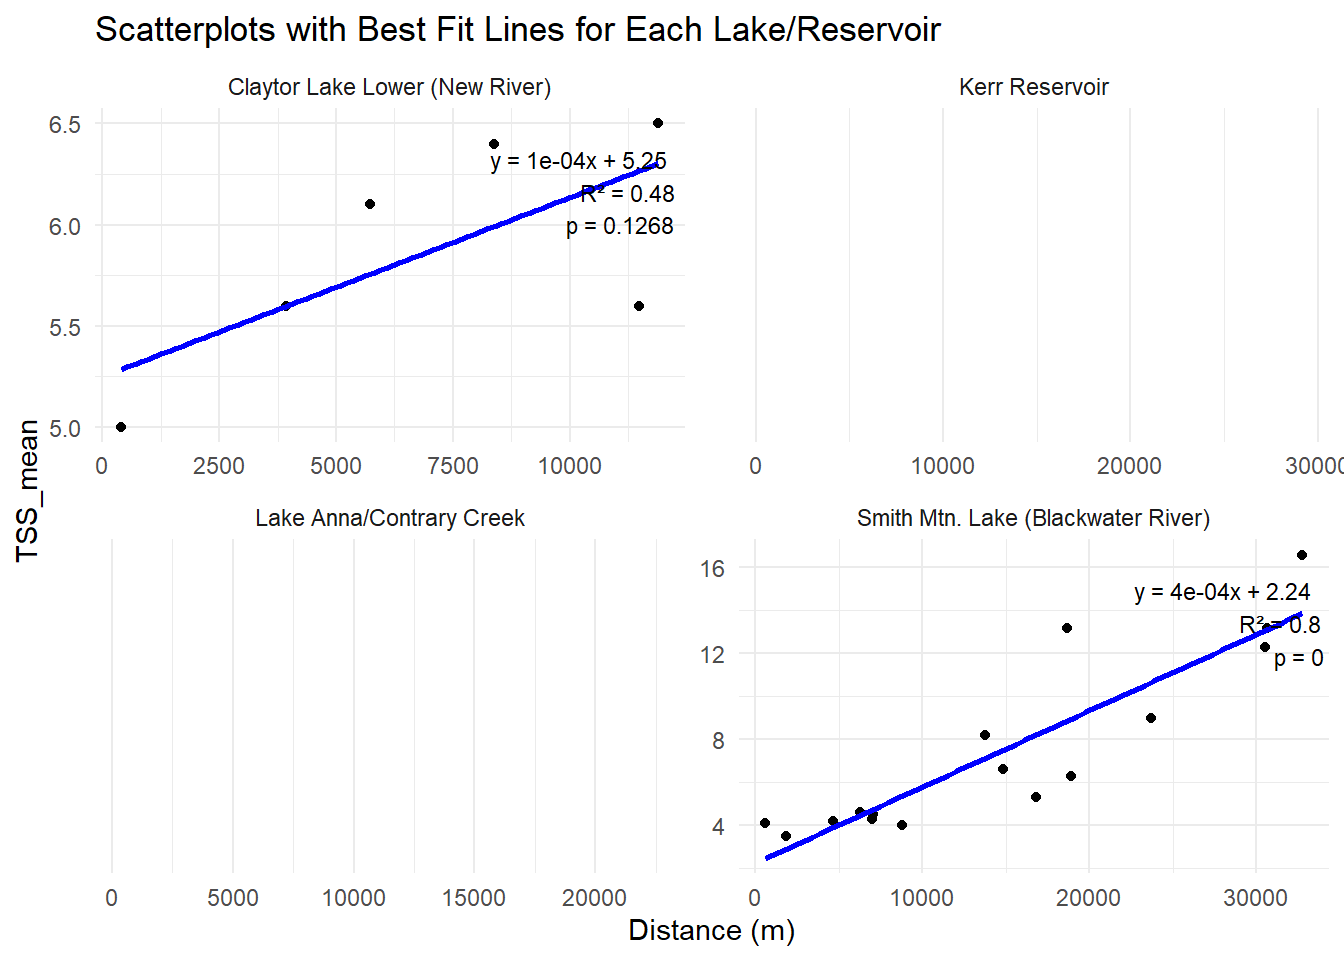 Scatterplots with Best Fit Lines for Each Lake/Reservoir
Claytor Lake Lower (New River)
Kerr Reservoir
6.5
6.0
5.5
5.0
y = 1e-04x + 5.25
R² = 0.48
p = 0.1268
0 2500 5000 7500 10000
0 10000 20000 30000
TSS_mean
Lake Anna/Contrary Creek
Smith Mtn. Lake (Blackwater River)
16
12
8
4
y = 4e-04x + 2.24
R² = 0.8
p = 0
0 5000 10000 15000 20000
0 10000 20000 30000
Distance (m)